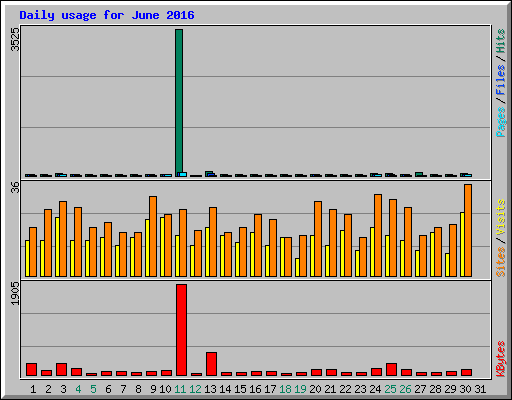 Daily usage for June 2016
3525
Pages / Files / Hits
36
Sites / Visits
1905
KBytes
1 2 3 4 5 6 7 8 9 10 11 12 13 14 15 16 17 18 19 20 21 22 23 24 25 26 27 28 29 30 31